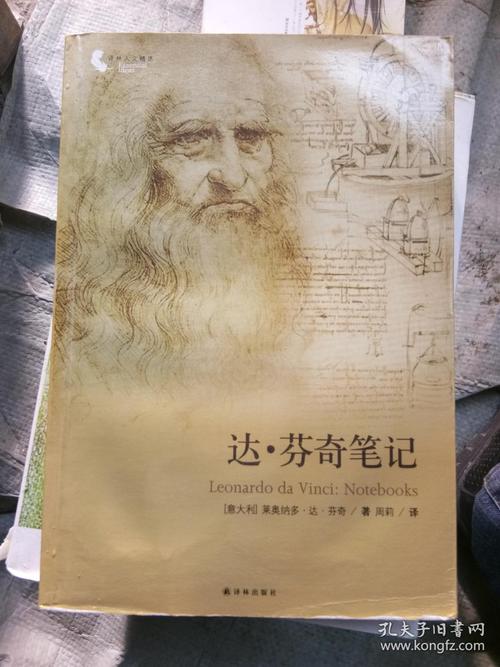 译林人文精选
达·芬奇笔记
Leonardo da Vinci: Notebooks
[意大利] 莱奥纳多·达·芬奇 / 著 周莉 / 译
译林出版社
孔夫子旧书网
www.kongfz.com